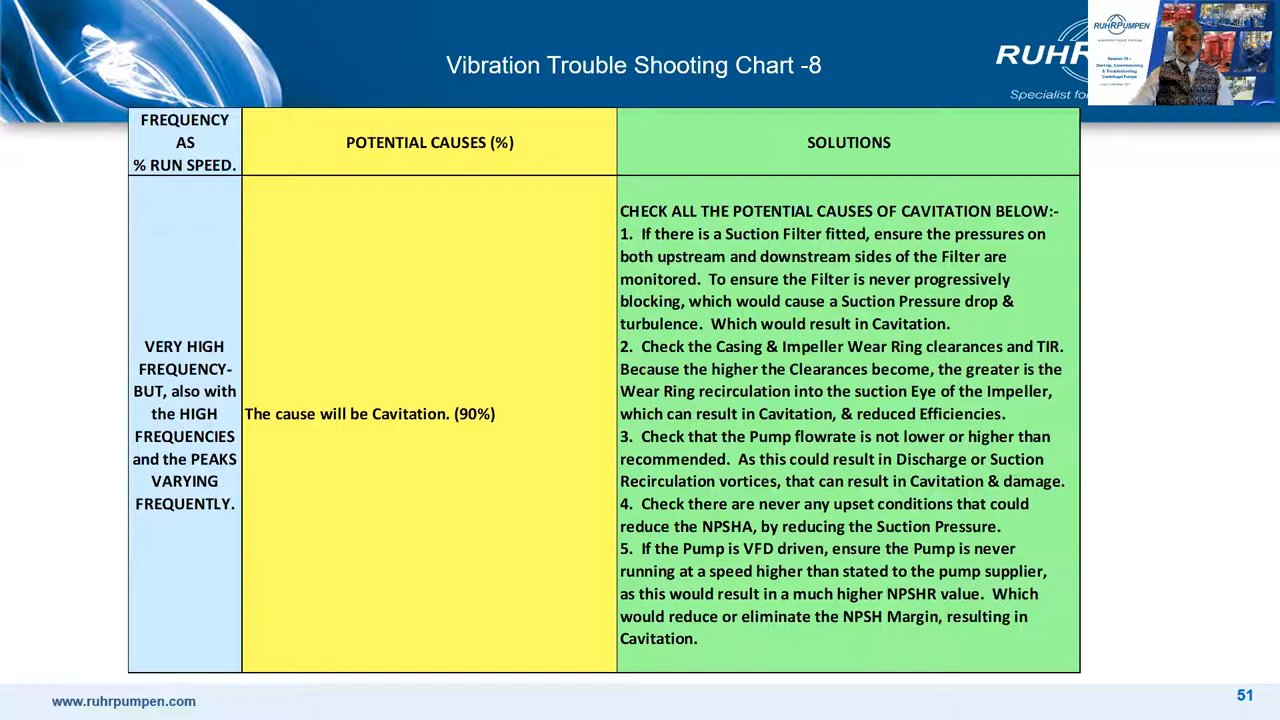 Vibration Trouble Shooting Chart -8
RUHR
Specialist for
RUHRPUMPEN
Session 15 –
Start-Up, Commissioning
& Troubleshooting
Centrifugal Pumps
FREQUENCY
AS
% RUN SPEED.
POTENTIAL CAUSES (%)
SOLUTIONS
VERY HIGH
FREQUENCY-
BUT, also with
the HIGH
FREQUENCIES
and the PEAKS
VARYING
FREQUENTLY.
The cause will be Cavitation. (90%)
CHECK ALL THE POTENTIAL CAUSES OF CAVITATION BELOW:-
1. If there is a Suction Filter fitted, ensure the pressures on
both upstream and downstream sides of the Filter are
monitored. To ensure the Filter is never progressively
blocking, which would cause a Suction Pressure drop &
turbulence. Which would result in Cavitation.
2. Check the Casing & Impeller Wear Ring clearances and TIR.
Because the higher the Clearances become, the greater is the
Wear Ring recirculation into the suction Eye of the Impeller,
which can result in Cavitation, & reduced Efficiencies.
3. Check that the Pump flowrate is not lower or higher than
recommended. As this could result in Discharge or Suction
Recirculation vortices, that can result in Cavitation & damage.
4. Check there are never any upset conditions that could
reduce the NPSHA, by reducing the Suction Pressure.
5. If the Pump is VFD driven, ensure the Pump is never
running at a speed higher than stated to the pump supplier,
as this would result in a much higher NPSHR value. Which
would reduce or eliminate the NPSH Margin, resulting in
Cavitation.
www.ruhrpumpen.com
51